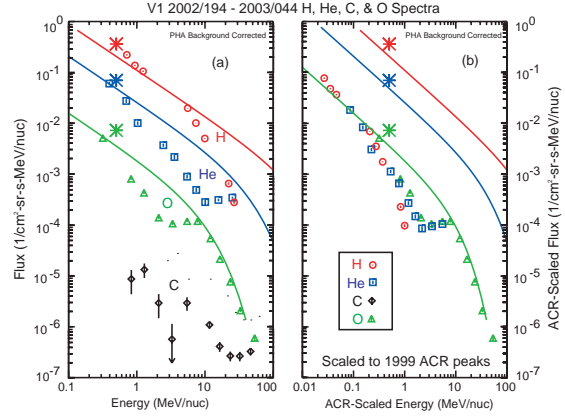 V1 2002/194 - 2003/044 H, He, C, & O Spectra
PHA Background Corrected
(a)
H
He
O
C
10^0
10^-1
10^-2
10^-3
10^-4
10^-5
10^-6
10^-7
Flux (1/cm²-sr-s-MeV/nuc)
0.1 1 10 100
Energy (MeV/nuc)
PHA Background Corrected
(b)
H
He
C
O
Scaled to 1999 ACR peaks
10^0
10^-1
10^-2
10^-3
10^-4
10^-5
10^-6
10^-7
ACR-Scaled Flux (1/cm²-sr-s-MeV/nuc)
0.01 0.1 1 10 100
ACR-Scaled Energy (MeV/nuc)